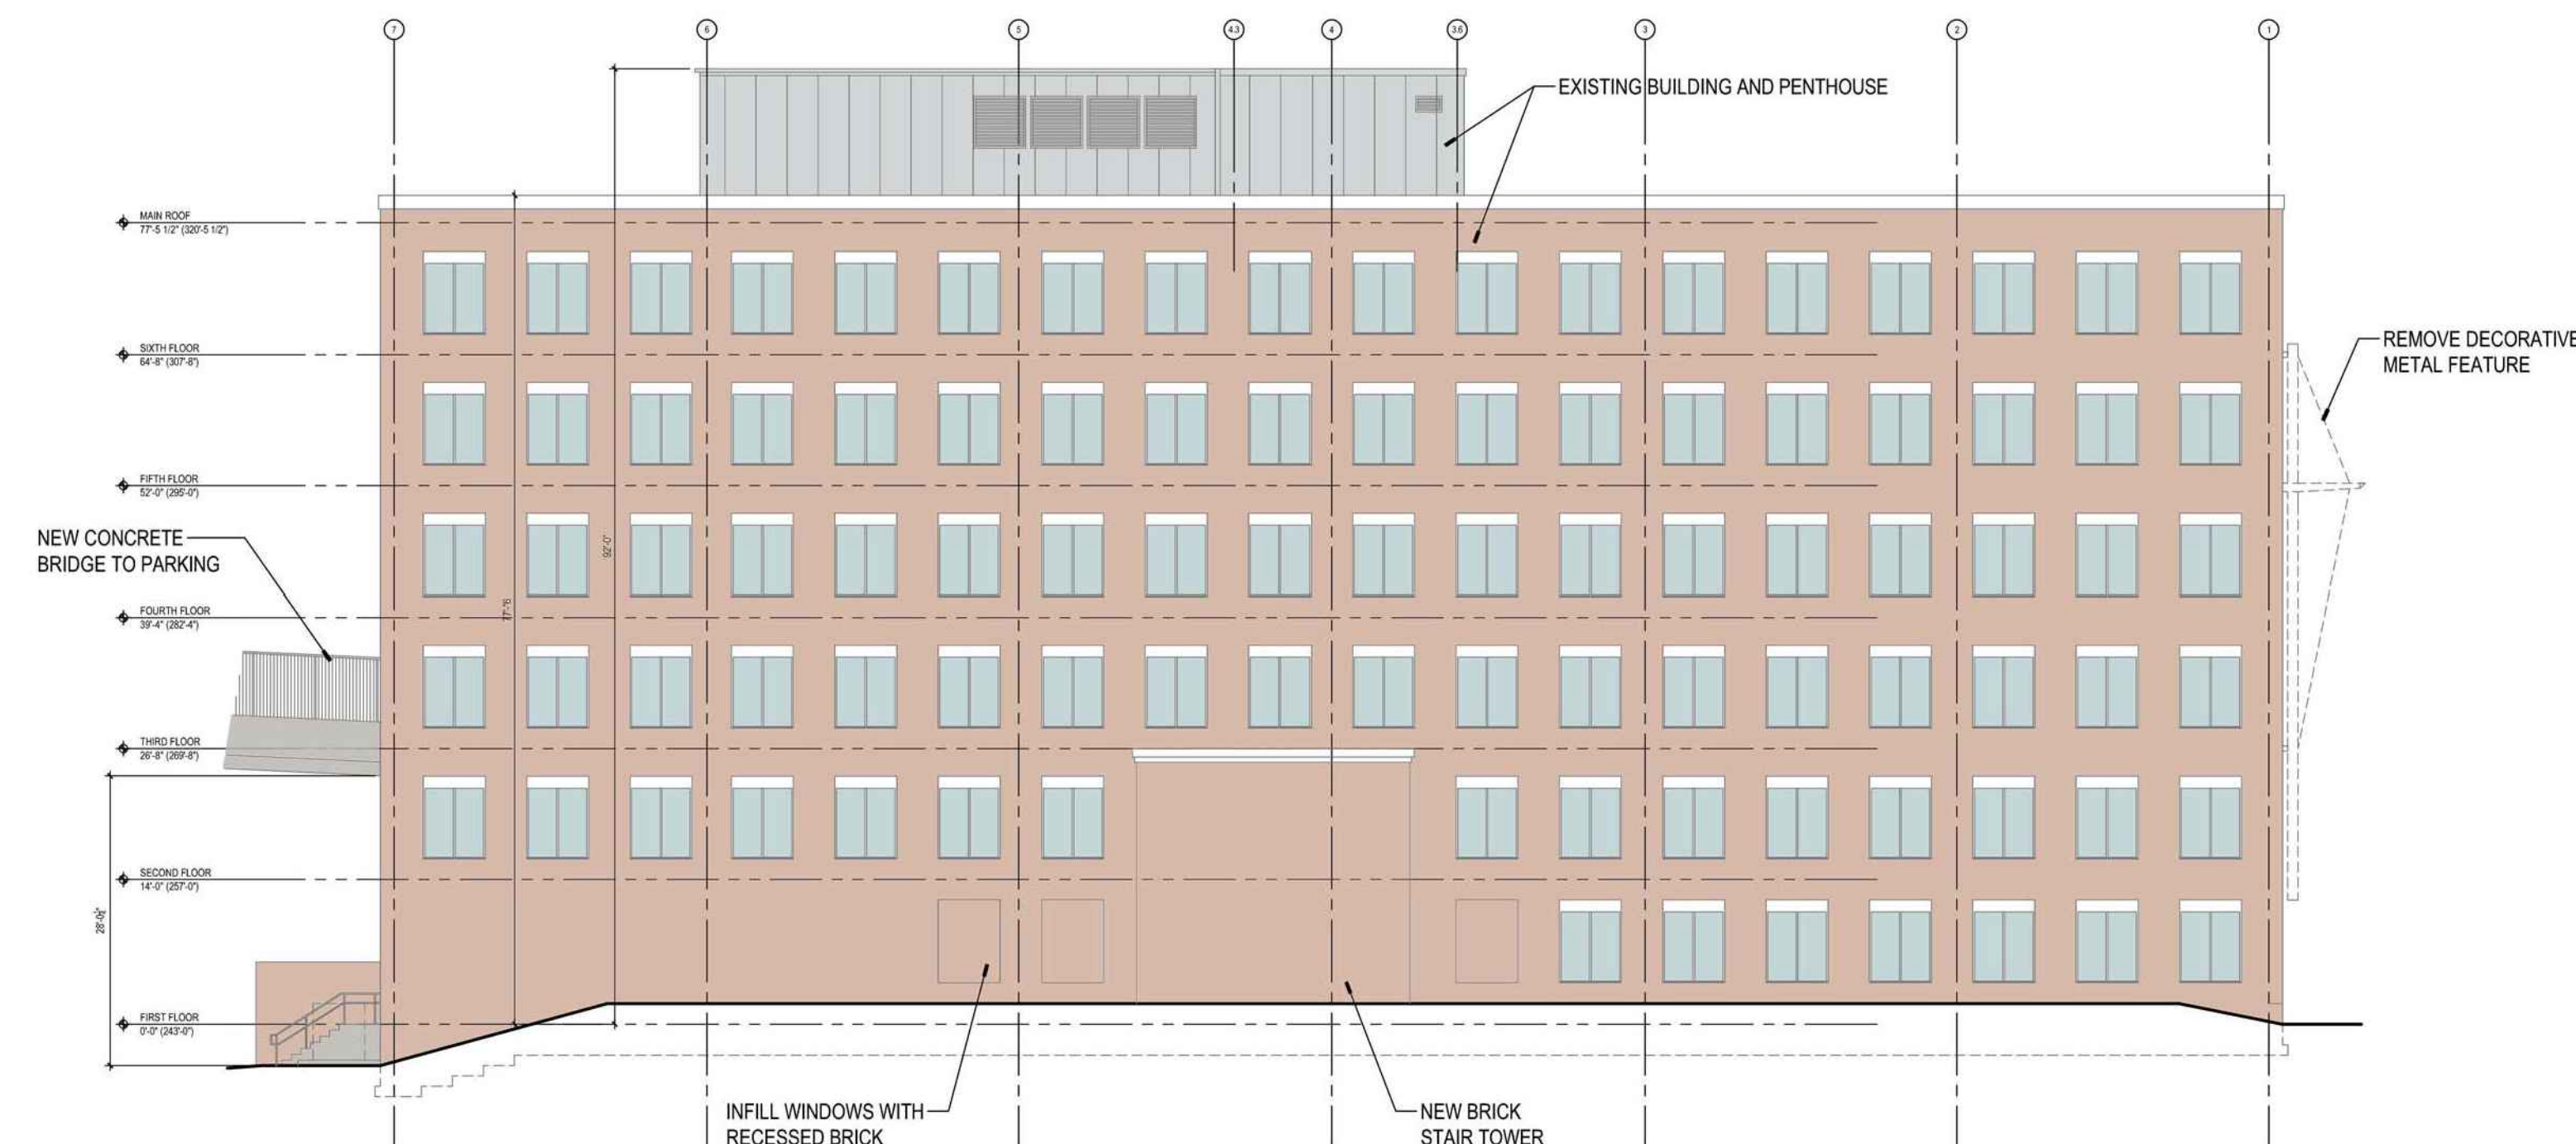 7
6
5
4.3
4
3.6
3
2
1
EXISTING BUILDING AND PENTHOUSE
MAIN ROOF
77'-5 1/2" (320'-5 1/2")
SIXTH FLOOR
64'-8" (307'-8")
REMOVE DECORATIVE
METAL FEATURE
FIFTH FLOOR
52'-0" (295'-0")
NEW CONCRETE
BRIDGE TO PARKING
92'-0"
FOURTH FLOOR
39'-4" (282'-4")
THIRD FLOOR
26'-8" (269'-8")
SECOND FLOOR
14'-0" (257'-0")
FIRST FLOOR
0'-0" (243'-0")
INFILL WINDOWS WITH
RECESSED BRICK
NEW BRICK
STAIR TOWER